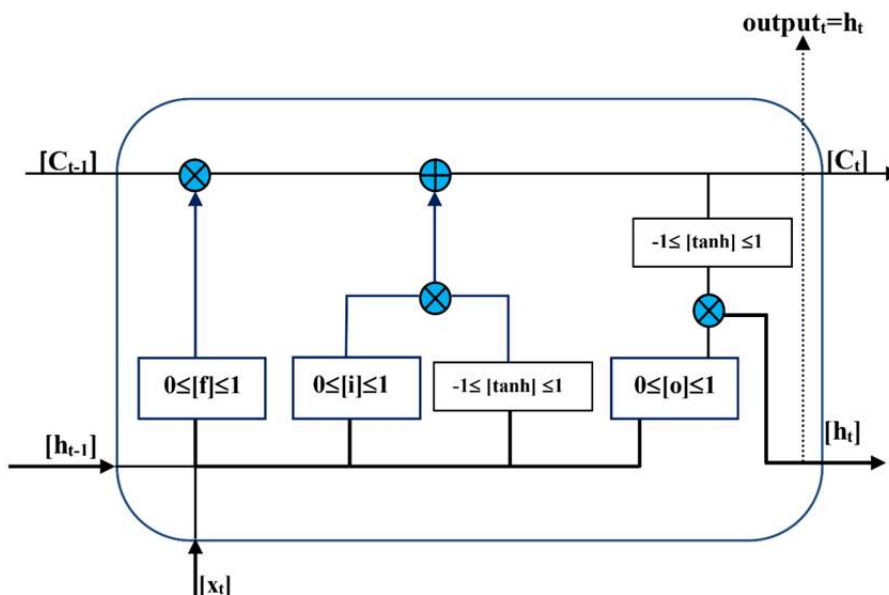 outputₜ=hₜ
[Cₜ₋₁]
[Cₜ]
-1≤ [tanh] ≤1
0≤[f]≤1
0≤[i]≤1
-1≤ [tanh] ≤1
0≤[o]≤1
[hₜ₋₁]
[hₜ]
[xₜ]